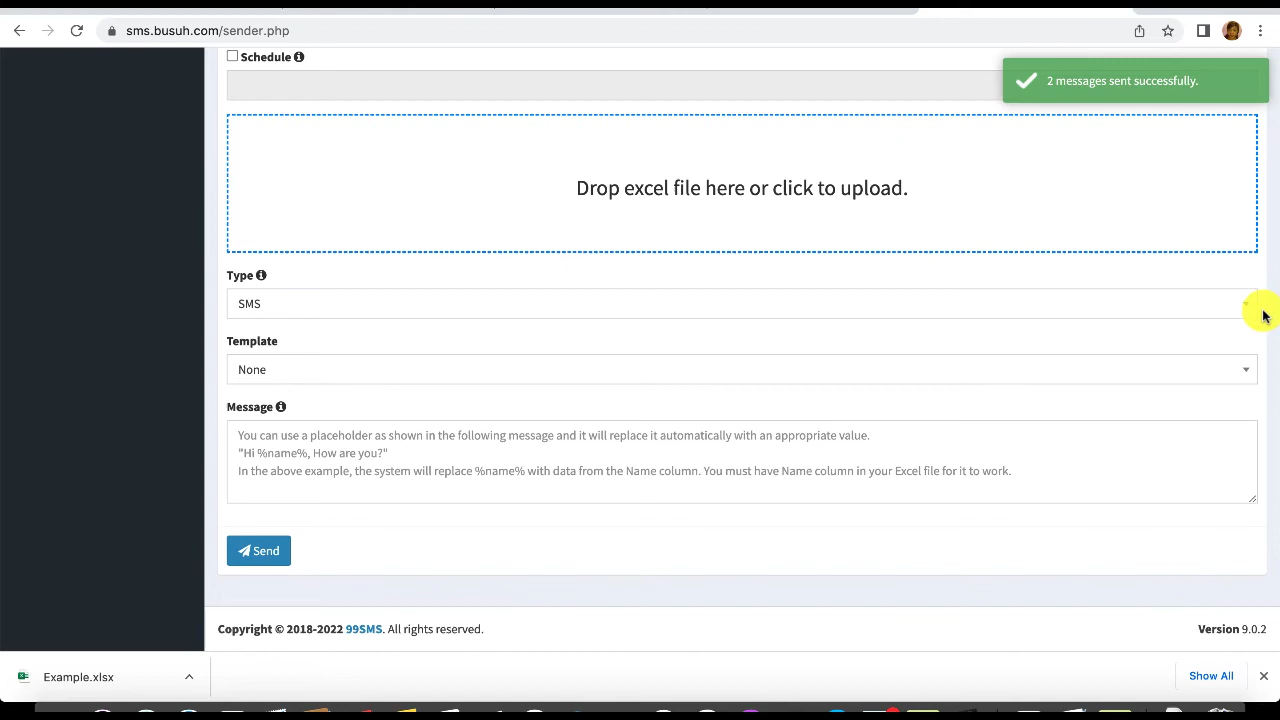 sms.busuh.com/sender.php
Schedule
2 messages sent successfully.
Drop excel file here or click to upload.
Type
SMS
Template
None
Message
You can use a placeholder as shown in the following message and it will replace it automatically with an appropriate value.
"Hi %name%, How are you?"
In the above example, the system will replace %name% with data from the Name column. You must have Name column in your Excel file for it to work.
Send
Copyright © 2018-2022 99SMS. All rights reserved.
Version 9.0.2
Example.xlsx
Show All